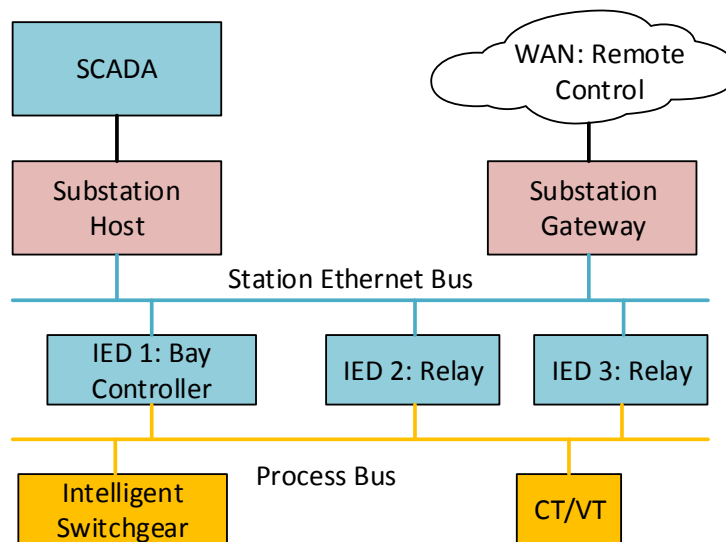 SCADA
WAN: Remote
Control
Substation
Host
Substation
Gateway
Station Ethernet Bus
IED 1: Bay
Controller
IED 2: Relay
IED 3: Relay
Process Bus
Intelligent
Switchgear
CT/VT